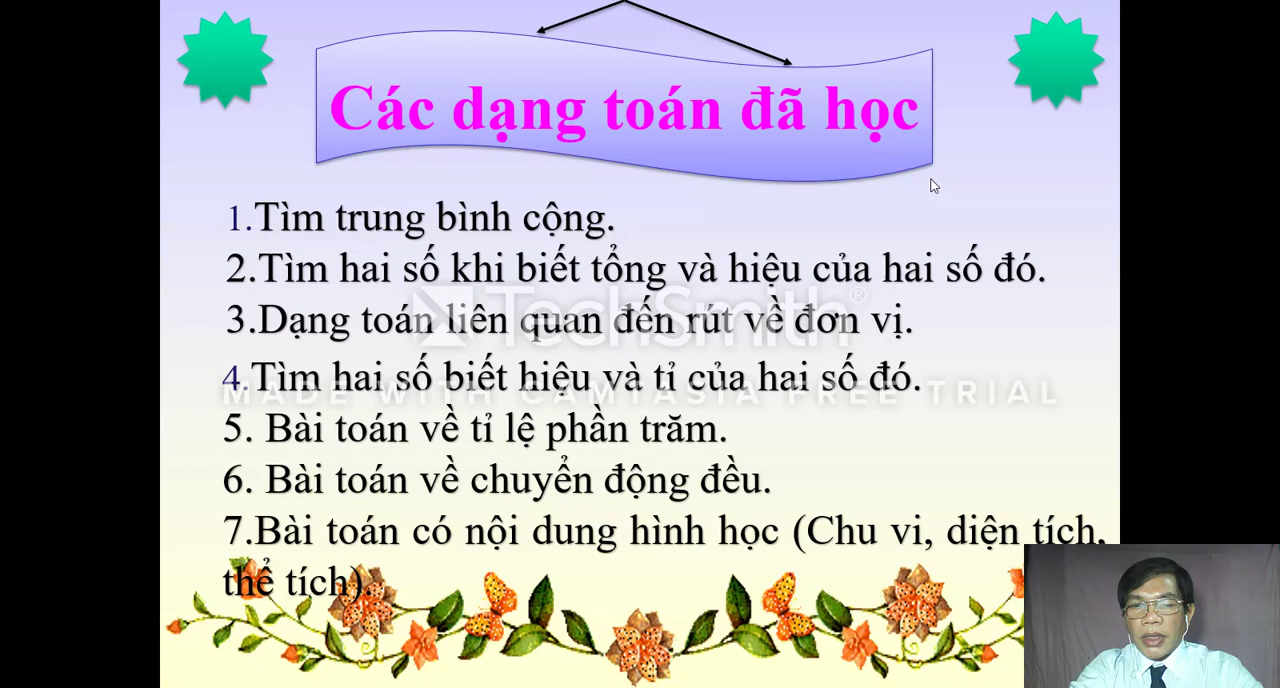 Các dạng toán đã học
1.Tìm trung bình cộng.
2.Tìm hai số khi biết tổng và hiệu của hai số đó.
TechSmith®
3.Dạng toán liên quan đến rút về đơn vị.
4.Tìm hai số biết hiệu và tỉ của hai số đó.
MADE WITH CAMTASIA FREE TRIAL
5. Bài toán về tỉ lệ phần trăm.
6. Bài toán về chuyển động đều.
7.Bài toán có nội dung hình học (Chu vi, diện tích,
thể tích).